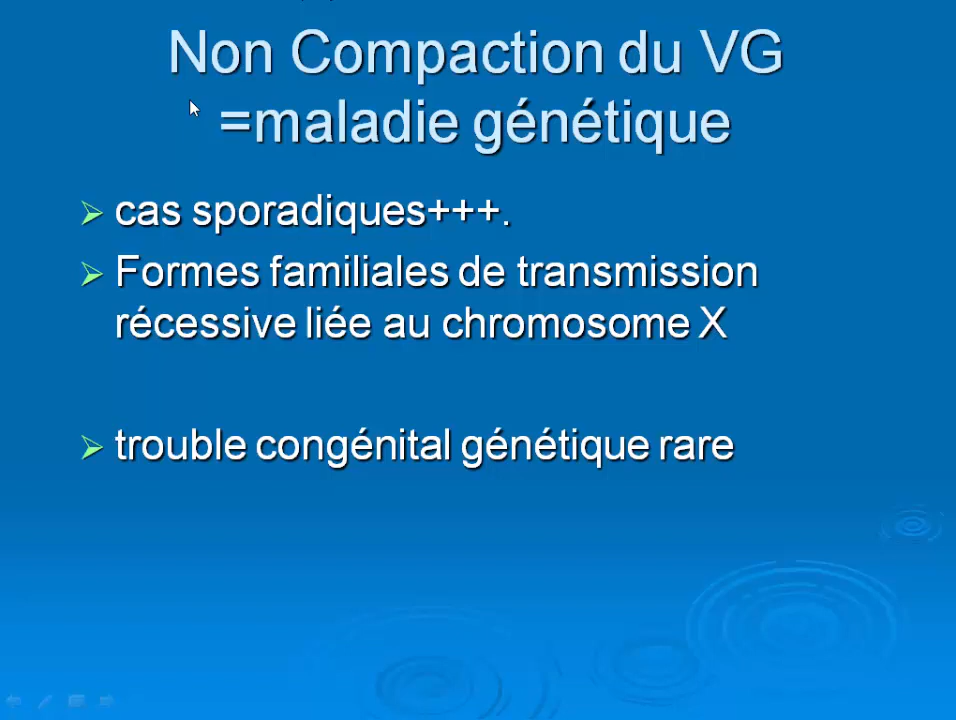 Non Compaction du VG
=maladie génétique
cas sporadiques+++.
Formes familiales de transmission
récessive liée au chromosome X
trouble congénital génétique rare